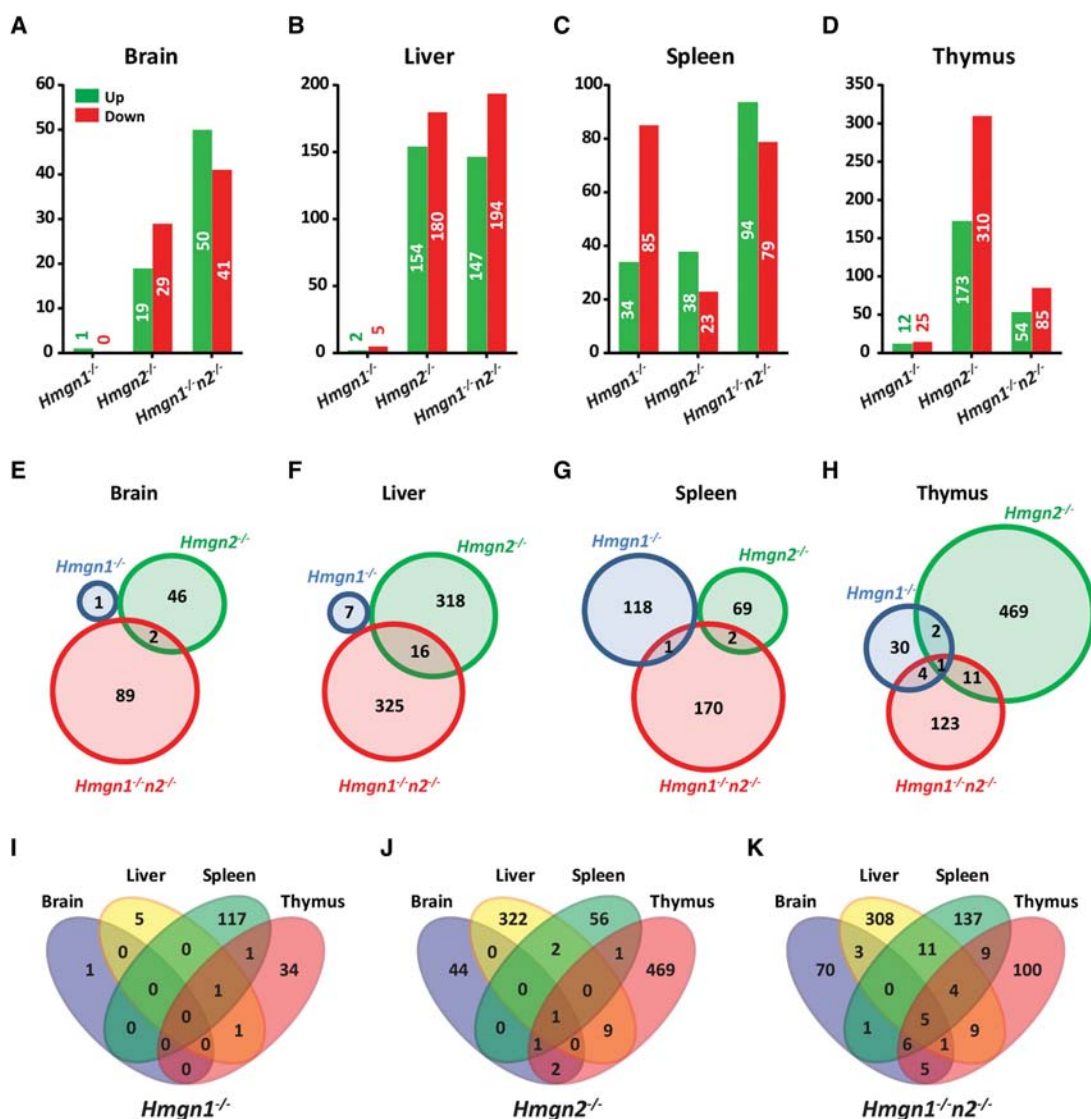 A
B
C
D
Brain
Liver
Spleen
Thymus
60
50
40
30
20
10
0
Up
Down
1
0
19
29
50
41
Hmgn1-/-
Hmgn2-/-
Hmgn1-/-n2-/-
200
150
100
50
0
2
5
154
180
147
194
Hmgn1-/-
Hmgn2-/-
Hmgn1-/-n2-/-
100
80
60
40
20
0
34
85
38
23
94
79
Hmgn1-/-
Hmgn2-/-
Hmgn1-/-n2-/-
350
300
250
200
150
100
50
0
12
25
173
310
54
85
Hmgn1-/-
Hmgn2-/-
Hmgn1-/-n2-/-
E
F
G
H
Brain
Liver
Spleen
Thymus
Hmgn1-/-
Hmgn2-/-
1
46
2
89
Hmgn1-/-n2-/-
Hmgn1-/-
Hmgn2-/-
7
318
16
325
Hmgn1-/-n2-/-
Hmgn1-/-
Hmgn2-/-
118
69
1
2
170
Hmgn1-/-n2-/-
Hmgn2-/-
Hmgn1-/-
469
2
30
4
1
11
123
Hmgn1-/-n2-/-
I
J
K
Liver
Spleen
Brain
Thymus
5
117
0
0
1
1
34
0
1
0
0
1
0
0
0
Hmgn1-/-
Liver
Spleen
Brain
Thymus
322
56
0
2
1
44
469
0
0
0
1
9
1
0
2
Hmgn2-/-
Liver
Spleen
Brain
Thymus
308
137
3
11
9
70
100
0
4
1
5
9
6
1
5
Hmgn1-/-n2-/-